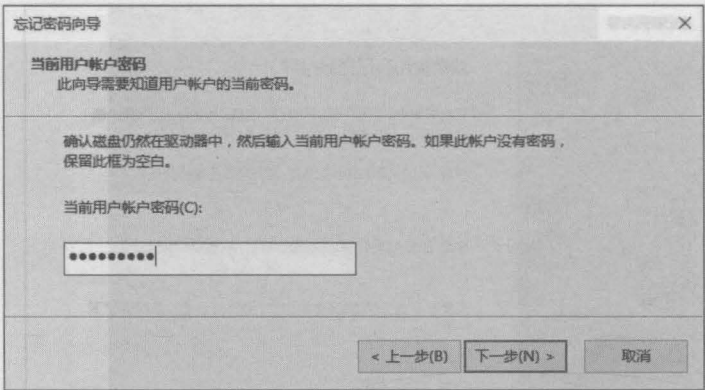 忘记密码向导
当前用户帐户密码
此向导需要知道用户帐户的当前密码。
确认磁盘仍然在驱动器中，然后输入当前用户帐户密码。如果此帐户没有密码，
保留此框为空白。
当前用户帐户密码(C):
●●●●●●●●●
< 上一步(B) 下一步(N) > 取消